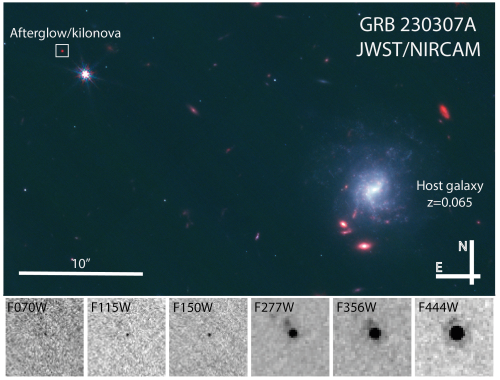 GRB 230307A
JWST/NIRCAM
Afterglow/kilonova
Host galaxy
z=0.065
10"
N
E
F070W
F115W
F150W
F277W
F356W
F444W